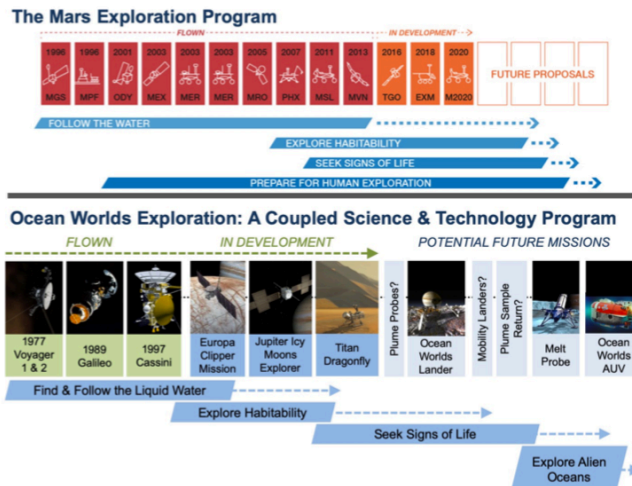 The Mars Exploration Program
FLOWN
IN DEVELOPMENT
1996 1996 2001 2003 2003 2003 2005 2007 2011 2013 2016 2018 2020
MGS MPF ODY MEX MER MER MRO PHX MSL MVN TGO EXM M2020
FUTURE PROPOSALS
FOLLOW THE WATER
EXPLORE HABITABILITY
SEEK SIGNS OF LIFE
PREPARE FOR HUMAN EXPLORATION
Ocean Worlds Exploration: A Coupled Science & Technology Program
FLOWN
IN DEVELOPMENT
POTENTIAL FUTURE MISSIONS
1977
Voyager
1 & 2
1989
Galileo
1997
Cassini
Europa
Clipper
Mission
Jupiter Icy
Moons
Explorer
Titan
Dragonfly
Plume Probes?
Ocean
Worlds
Lander
Mobility Landers?
Plume Sample
Return?
Melt
Probe
Ocean
Worlds
AUV
Find & Follow the Liquid Water
Explore Habitability
Seek Signs of Life
Explore Alien
Oceans